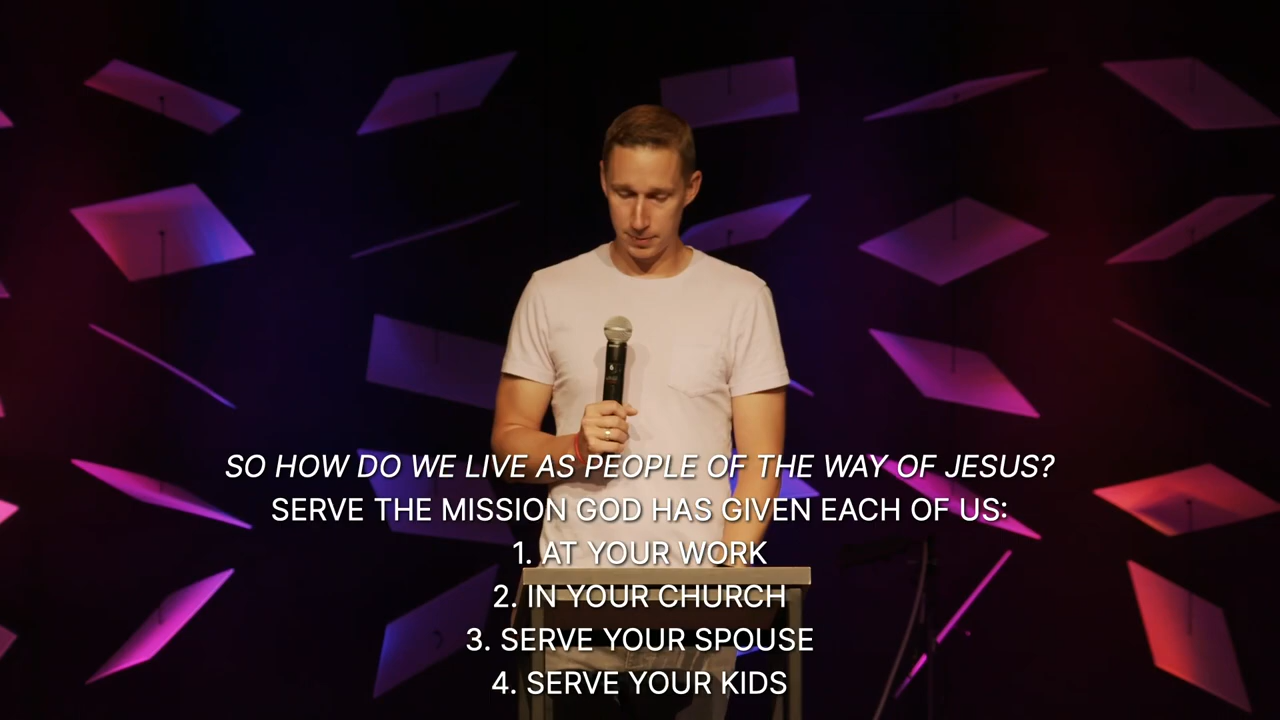 SO HOW DO WE LIVE AS PEOPLE OF THE WAY OF JESUS?
SERVE THE MISSION GOD HAS GIVEN EACH OF US:
1. AT YOUR WORK
2. IN YOUR CHURCH
3. SERVE YOUR SPOUSE
4. SERVE YOUR KIDS